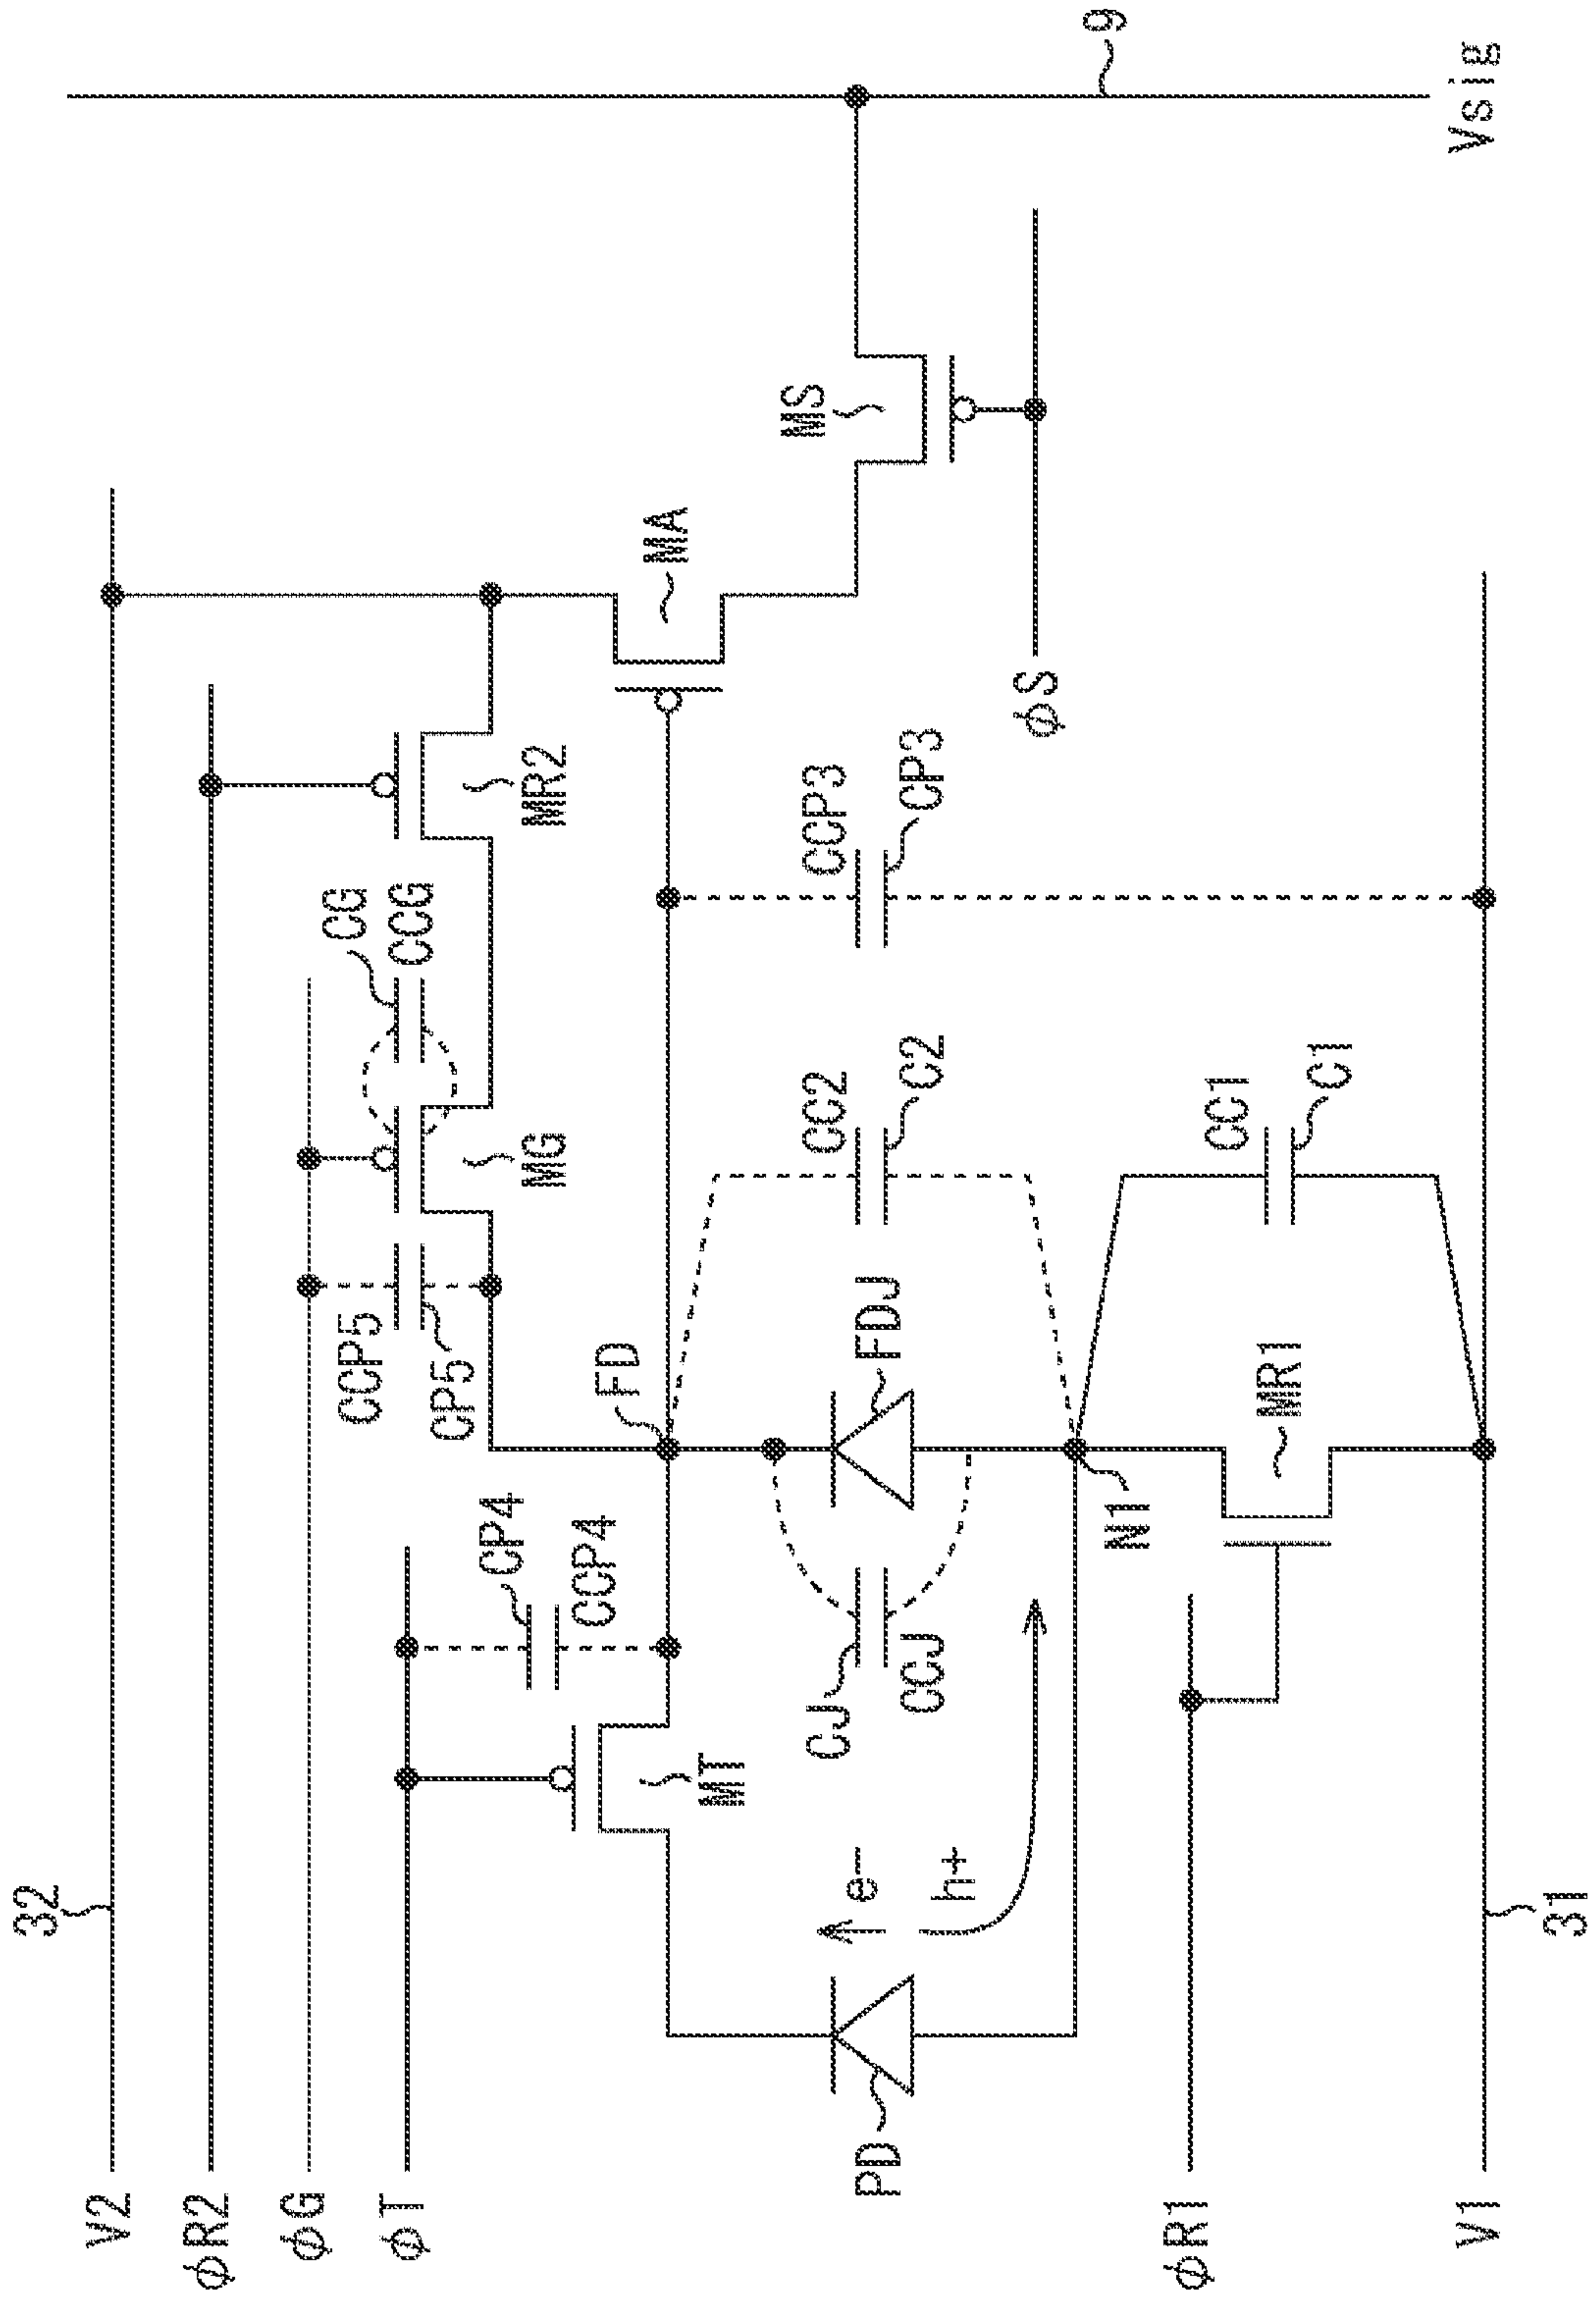 32
V2
φR2
φG
φT
CP4
CCP4
CCP5
CP5
CG
CCG
MG
MR2
MA
MS
9
Vsig
FD
MT
CJ
CCJ
FDJ
CC2
C2
CCP3
CP3
φS
e-
h+
PD
N1
MR1
CC1
C1
φR1
V1
31